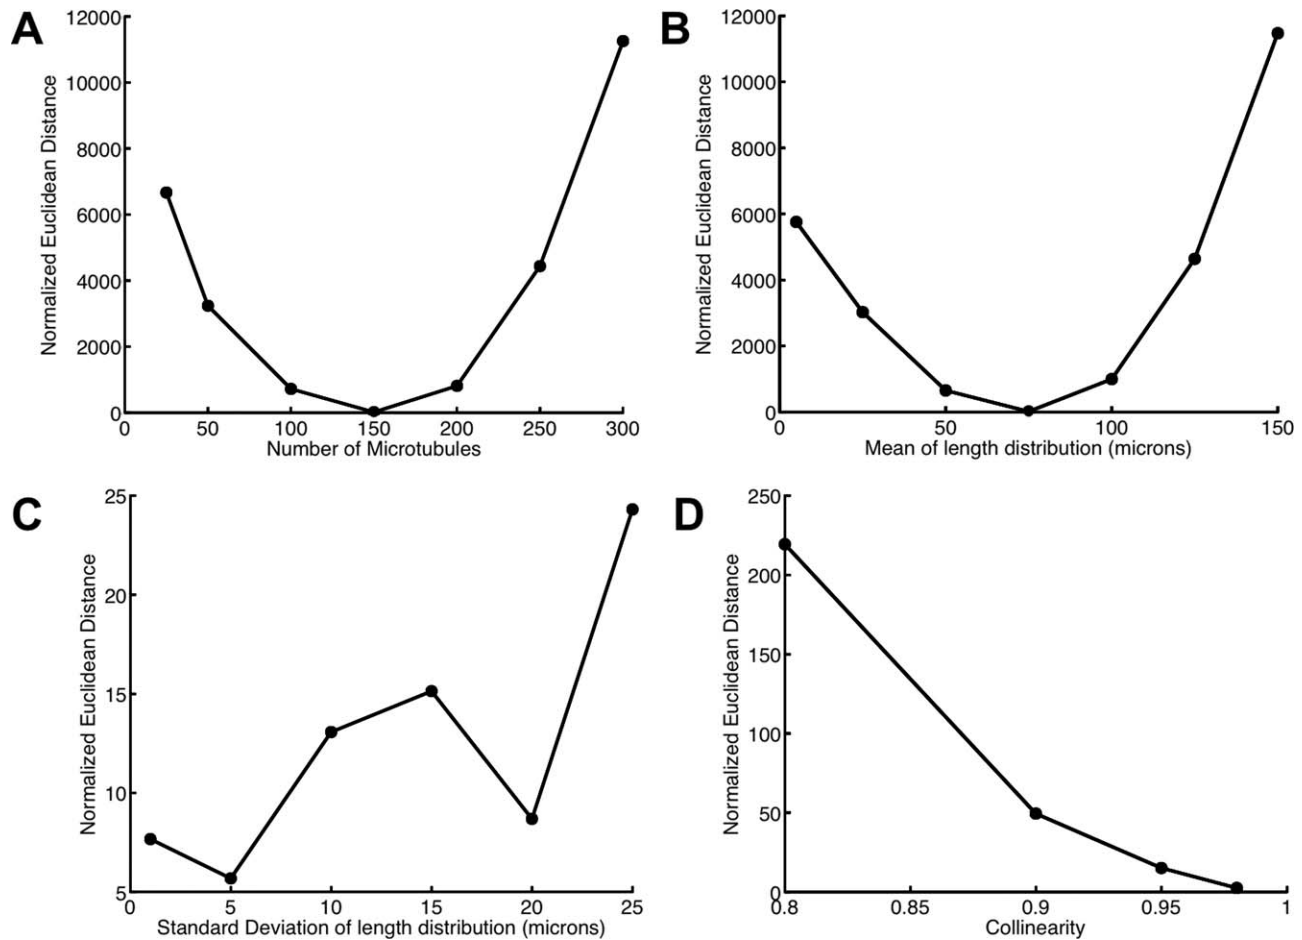 A
12000
10000
8000
6000
4000
2000
0
Normalized Euclidean Distance
0 50 100 150 200 250 300
Number of Microtubules
B
12000
10000
8000
6000
4000
2000
0
Normalized Euclidean Distance
0 50 100 150
Mean of length distribution (microns)
C
25
20
15
10
5
Normalized Euclidean Distance
0 5 10 15 20 25
Standard Deviation of length distribution (microns)
D
250
200
150
100
50
0
Normalized Euclidean Distance
0.8 0.85 0.9 0.95 1
Collinearity